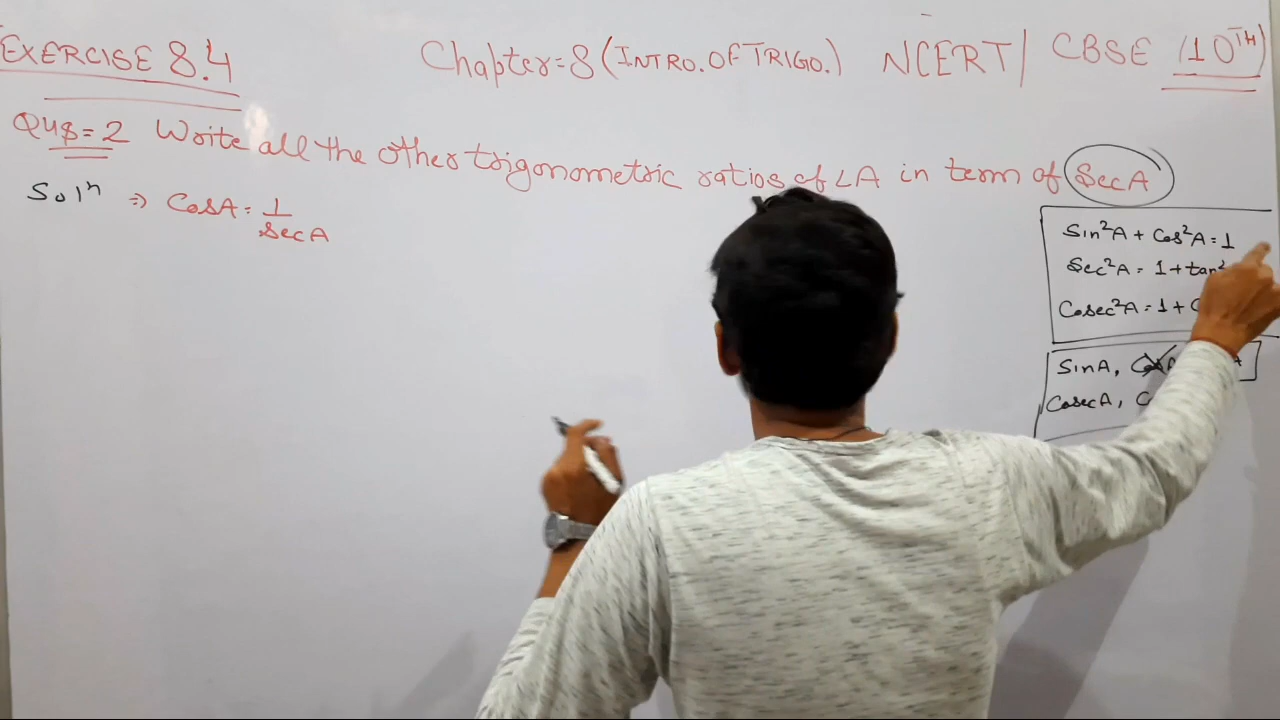 EXERCISE 8.4
Chapter=8 (INTRO. OF TRIGO.) NCERT/ CBSE (10TH)
QUS=2 Write all the other trigonometric ratios of ∠A in term of SecA
Solⁿ ⇒ CosA = 1/SecA
Sin²A + Cos²A = 1
Sec²A = 1 + tan²
Cosec²A = 1 +
SinA,
CosecA,